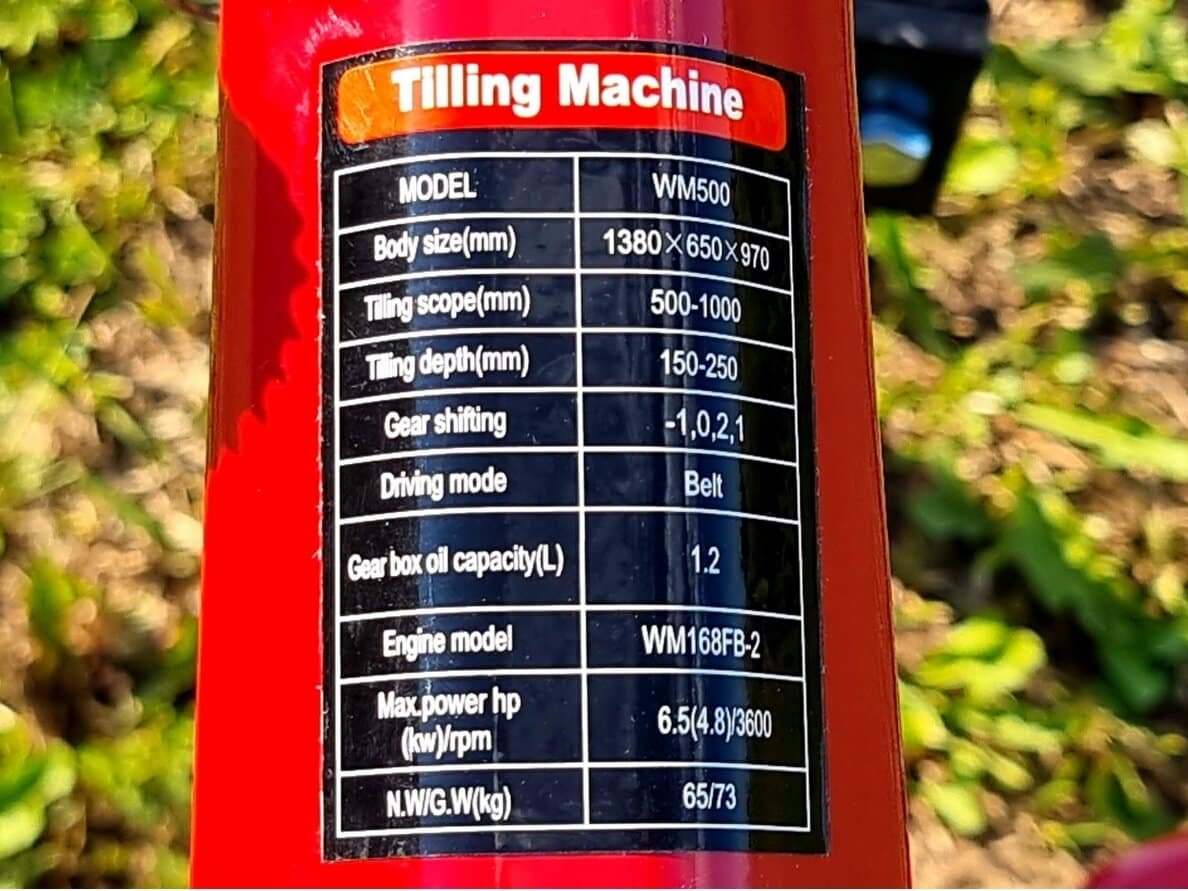 Tilling Machine
MODEL WM500
Body size(mm) 1380×650×970
Tilling scope(mm) 500-1000
Tilling depth(mm) 150-250
Gear shifting -1,0,2,1
Driving mode Belt
Gear box oil capacity(L) 1.2
Engine model WM168FB-2
Max.power hp
(kw)/rpm 6.5(4.8)/3600
N.W/G.W(kg) 65/73